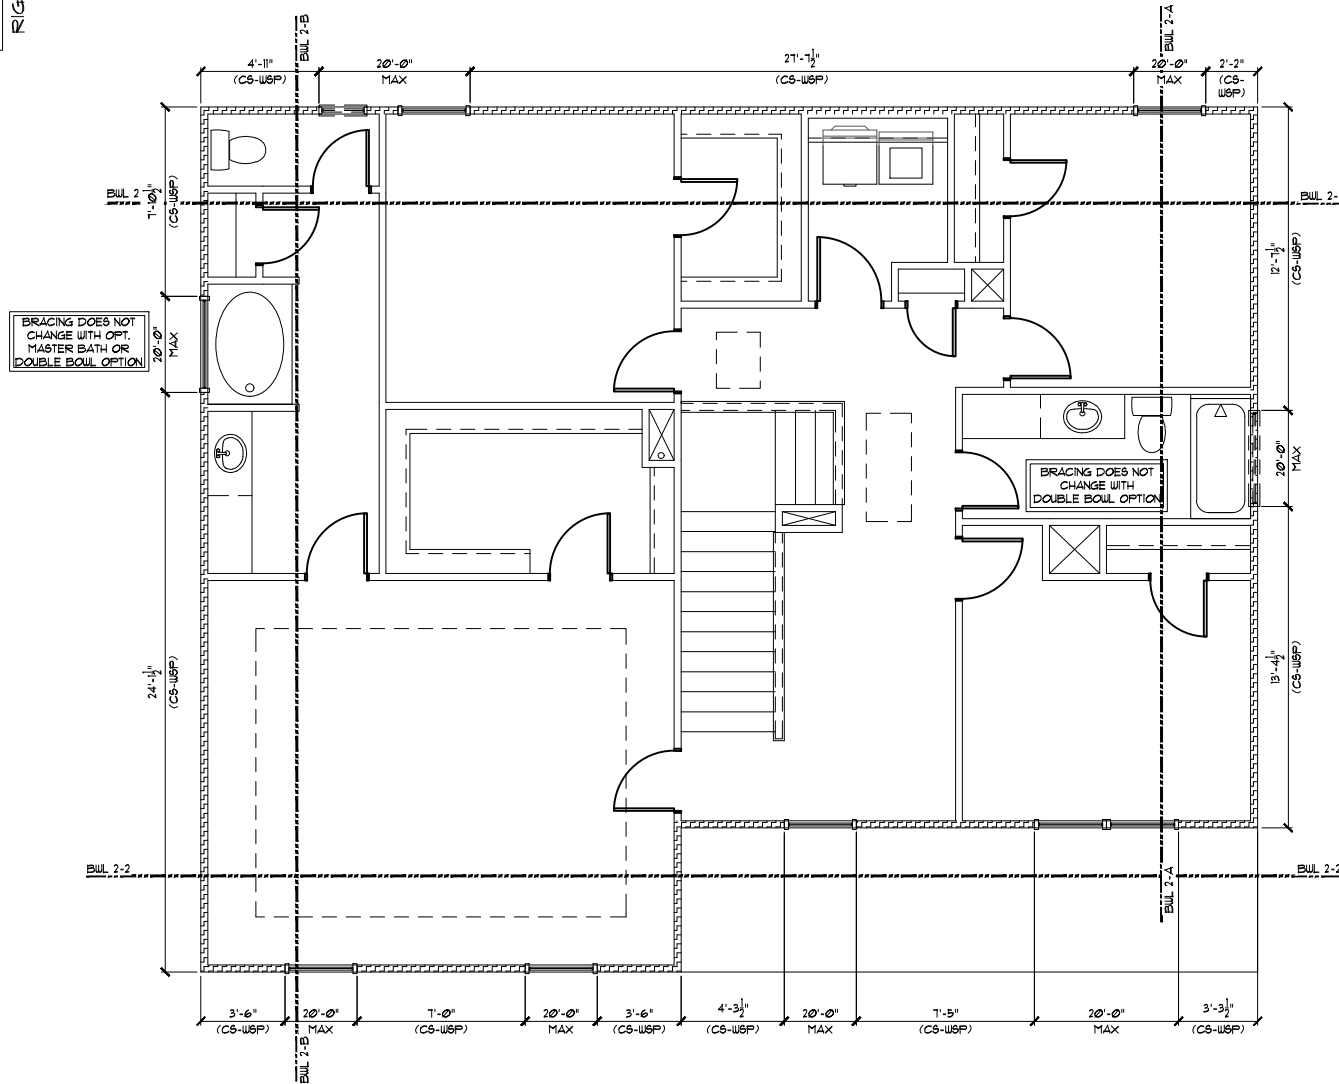 RIG
BWL 2-B
BWL 2-A
4'-11"
(CS-WSP)
20'-0"
MAX
27'-7½"
(CS-WSP)
20'-0"
MAX
2'-2"
(CS-
WSP)
BWL 2-
BWL 2-
7'-10½"
(CS-WSP)
12'-7½"
(CS-WSP)
BRACING DOES NOT
CHANGE WITH OPT.
MASTER BATH OR
DOUBLE BOWL OPTION
20'-0"
MAX
20'-0"
MAX
BRACING DOES NOT
CHANGE WITH
DOUBLE BOWL OPTION
24'-1½"
(CS-WSP)
13'-4½"
(CS-WSP)
BWL 2-2
BWL 2-2
BWL 2-A
3'-6"
(CS-WSP)
20'-0"
MAX
7'-0"
(CS-WSP)
20'-0"
MAX
3'-6"
(CS-WSP)
4'-3½"
(CS-WSP)
20'-0"
MAX
7'-5"
(CS-WSP)
20'-0"
MAX
3'-3½"
(CS-WSP)
BWL 2-B